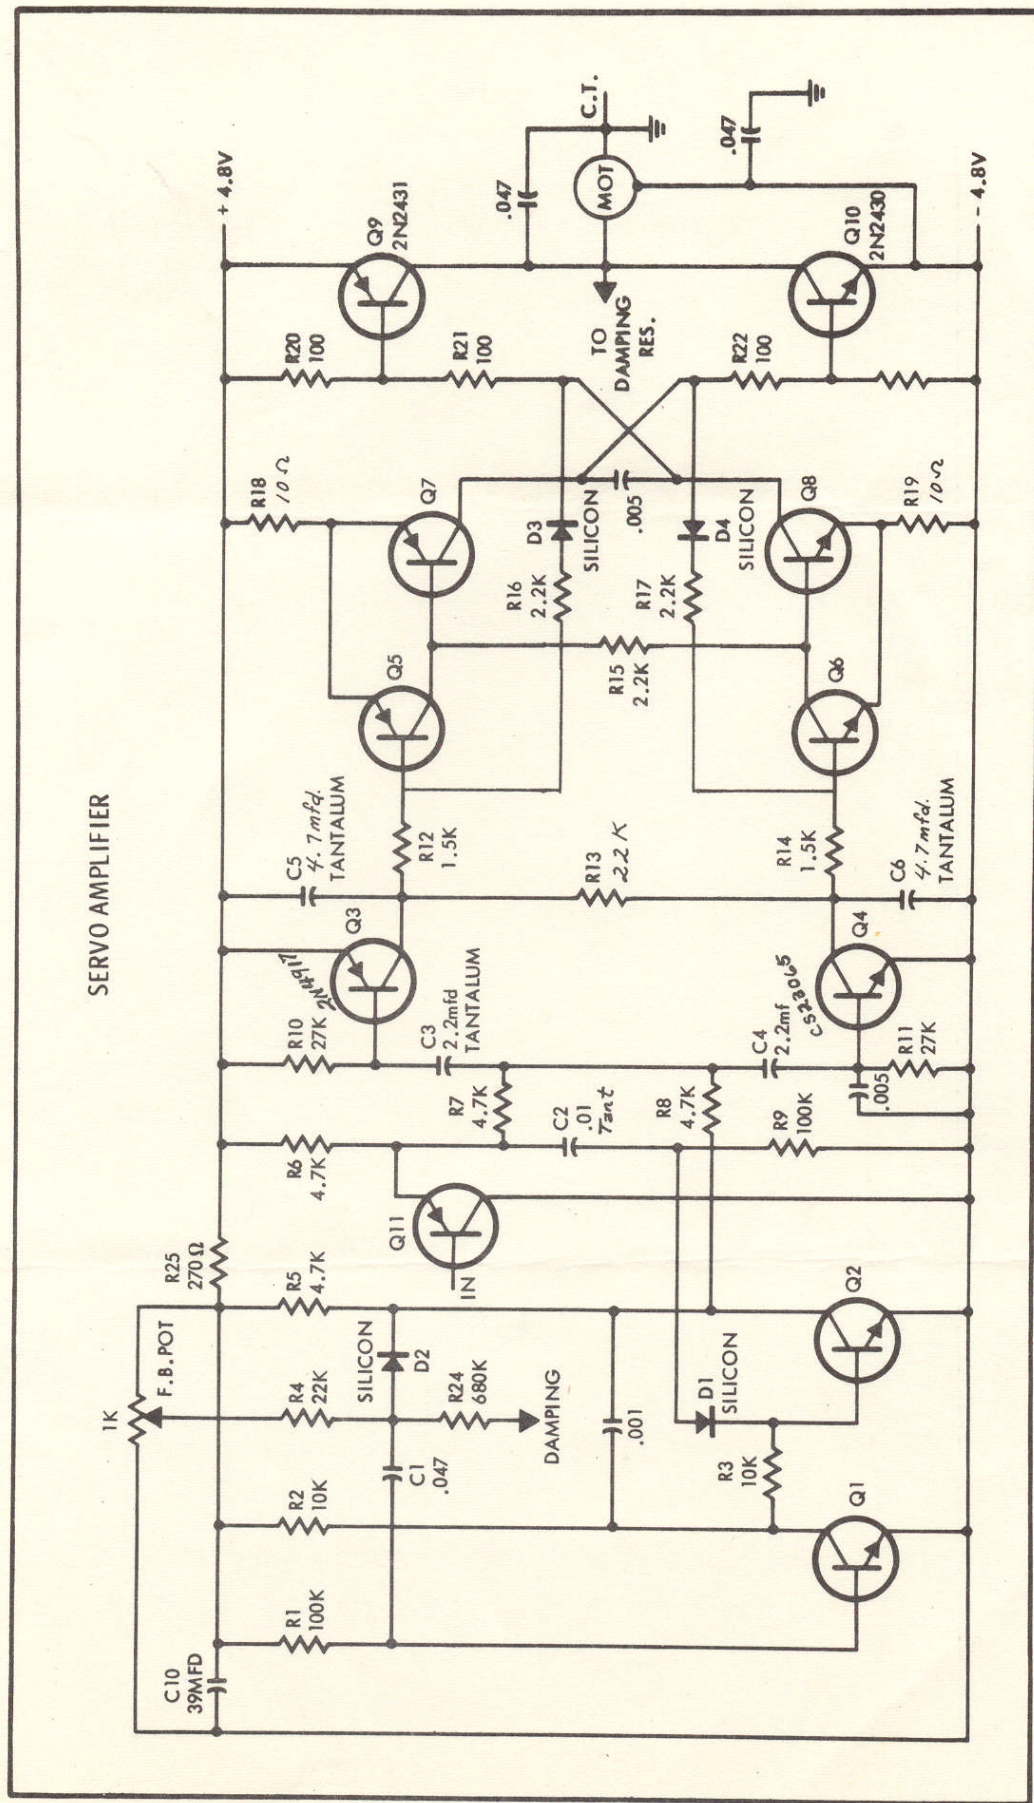 SERVO AMPLIFIER
C10
39MFD
1K
F.B. POT
R25
270Ω
+ 4.8V
R1
100K
R2
10K
R4
22K
R5
4.7K
R6
4.7K
R10
27K
Q3
2N4917
C5
4.7mfd.
TANTALUM
R18
10Ω
R20
100
Q9
2N2431
C1
.047
SILICON
D2
R24
680K
DAMPING
Q11
IN
R7
4.7K
C3
2.2mfd
TANTALUM
R12
1.5K
Q5
Q7
R21
100
.047
C2
.01
Tant
R13
22K
R16
2.2K
D3
SILICON
TO
DAMPING
RES.
MOT
C.T.
.001
R15
2.2K
.005
R3
10K
D1
SILICON
R8
4.7K
R9
100K
C4
2.2mf
R17
2.2K
D4
SILICON
R22
100
.047
Q1
Q2
.005
CS23065
Q4
R11
27K
R14
1.5K
C6
4.7mfd.
TANTALUM
Q6
Q8
R19
10Ω
Q10
2N2430
- 4.8V